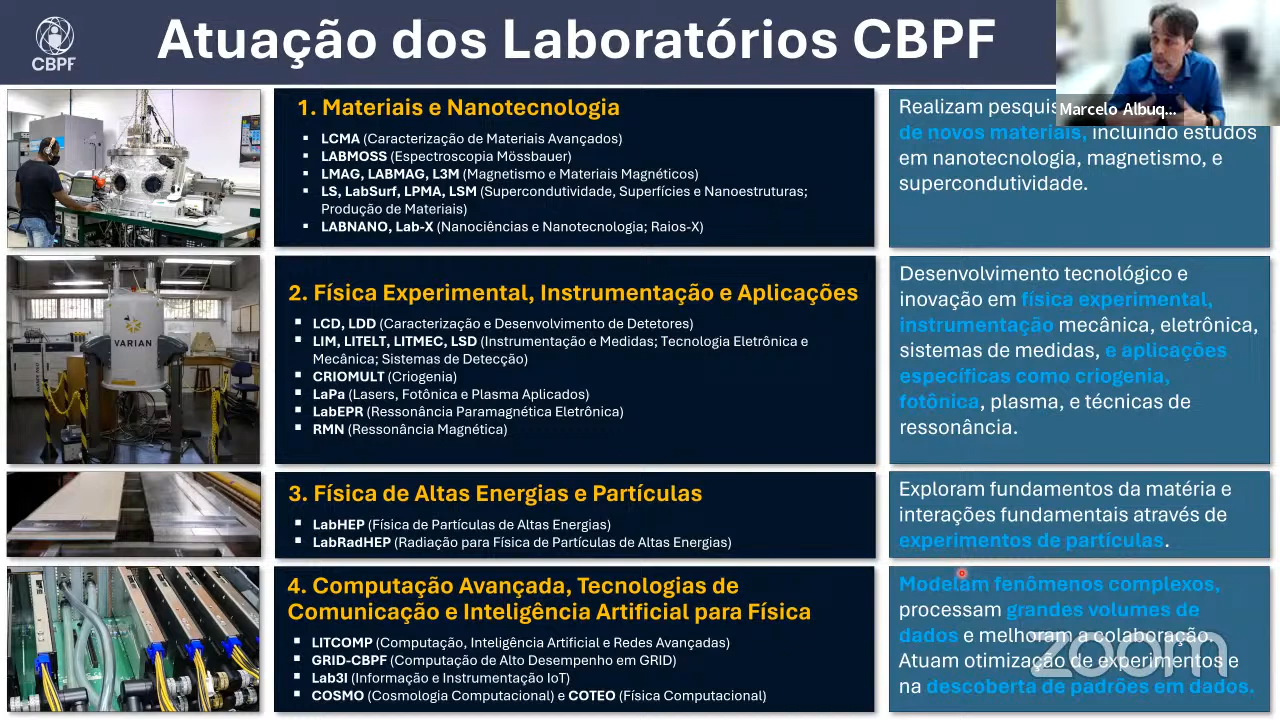 CBPF
Atuação dos Laboratórios CBPF
Marcelo Albuq...
1. Materiais e Nanotecnologia
▪ LCMA (Caracterização de Materiais Avançados)
▪ LABMOSS (Espectroscopia Mössbauer)
▪ LMAG, LABMAG, L3M (Magnetismo e Materiais Magnéticos)
▪ LS, LabSurf, LPMA, LSM (Supercondutividade, Superfícies e Nanoestruturas;
Produção de Materiais)
▪ LABNANO, Lab-X (Nanociências e Nanotecnologia; Raios-X)
Realizam
de novos materiais, incluindo estudos
em nanotecnologia, magnetismo, e
supercondutividade.
VARIAN
2. Física Experimental, Instrumentação e Aplicações
▪ LCD, LDD (Caracterização e Desenvolvimento de Detetores)
▪ LIM, LITELT, LITMEC, LSD (Instrumentação e Medidas; Tecnologia Eletrônica e
Mecânica; Sistemas de Detecção)
▪ CRIOMULT (Criogenia)
▪ LaPa (Lasers, Fotônica e Plasma Aplicados)
▪ LabEPR (Ressonância Paramagnética Eletrônica)
▪ RMN (Ressonância Magnética)
Desenvolvimento tecnológico e
inovação em física experimental,
instrumentação mecânica, eletrônica,
sistemas de medidas, e aplicações
específicas como criogenia,
fotônica, plasma, e técnicas de
ressonância.
3. Física de Altas Energias e Partículas
▪ LabHEP (Física de Partículas de Altas Energias)
▪ LabRadHEP (Radiação para Física de Partículas de Altas Energias)
Exploram fundamentos da matéria e
interações fundamentais através de
experimentos de partículas.
4. Computação Avançada, Tecnologias de
Comunicação e Inteligência Artificial para Física
▪ LITCOMP (Computação, Inteligência Artificial e Redes Avançadas)
▪ GRID-CBPF (Computação de Alto Desempenho em GRID)
▪ Lab3I (Informação e Instrumentação IoT)
▪ COSMO (Cosmologia Computacional) e COTEO (Física Computacional)
Modelam fenômenos complexos,
processam grandes volumes de
dados e melhoram a colaboração.
Atuam otimização de experimentos e
na descoberta de padrões em dados.
zoom